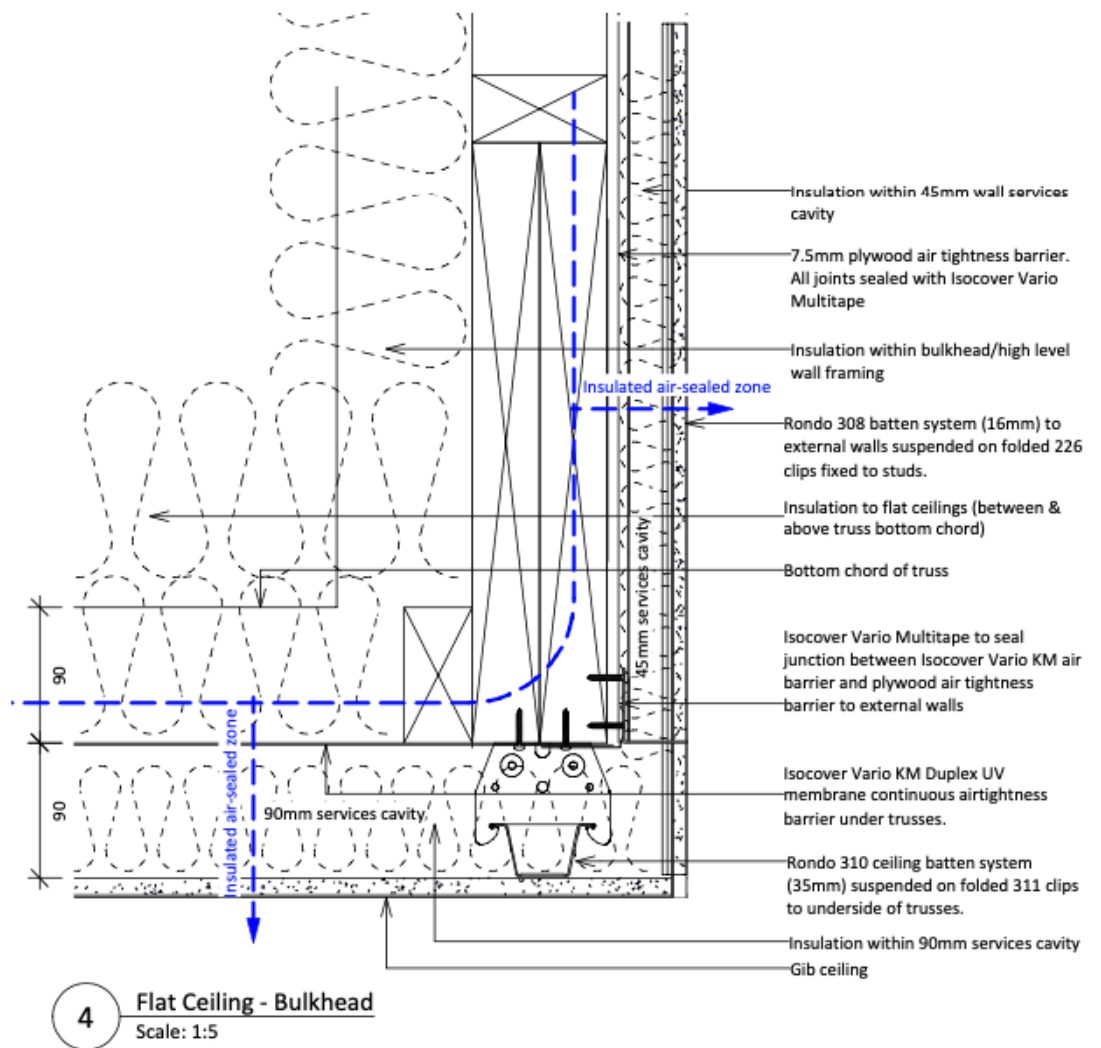 Insulation within 45mm wall services
cavity
7.5mm plywood air tightness barrier.
All joints sealed with Isocover Vario
Multitape
Insulation within bulkhead/high level
wall framing
Insulated air-sealed zone
Rondo 308 batten system (16mm) to
external walls suspended on folded 226
clips fixed to studs.
Insulation to flat ceilings (between &
above truss bottom chord)
45mm services cavity
Bottom chord of truss
90
Isocover Vario Multitape to seal
junction between Isocover Vario KM air
barrier and plywood air tightness
barrier to external walls
Insulated air-sealed zone
Isocover Vario KM Duplex UV
membrane continuous airtightness
barrier under trusses.
90
90mm services cavity
Rondo 310 ceiling batten system
(35mm) suspended on folded 311 clips
to underside of trusses.
Insulation within 90mm services cavity
Gib ceiling
4
Flat Ceiling - Bulkhead
Scale: 1:5